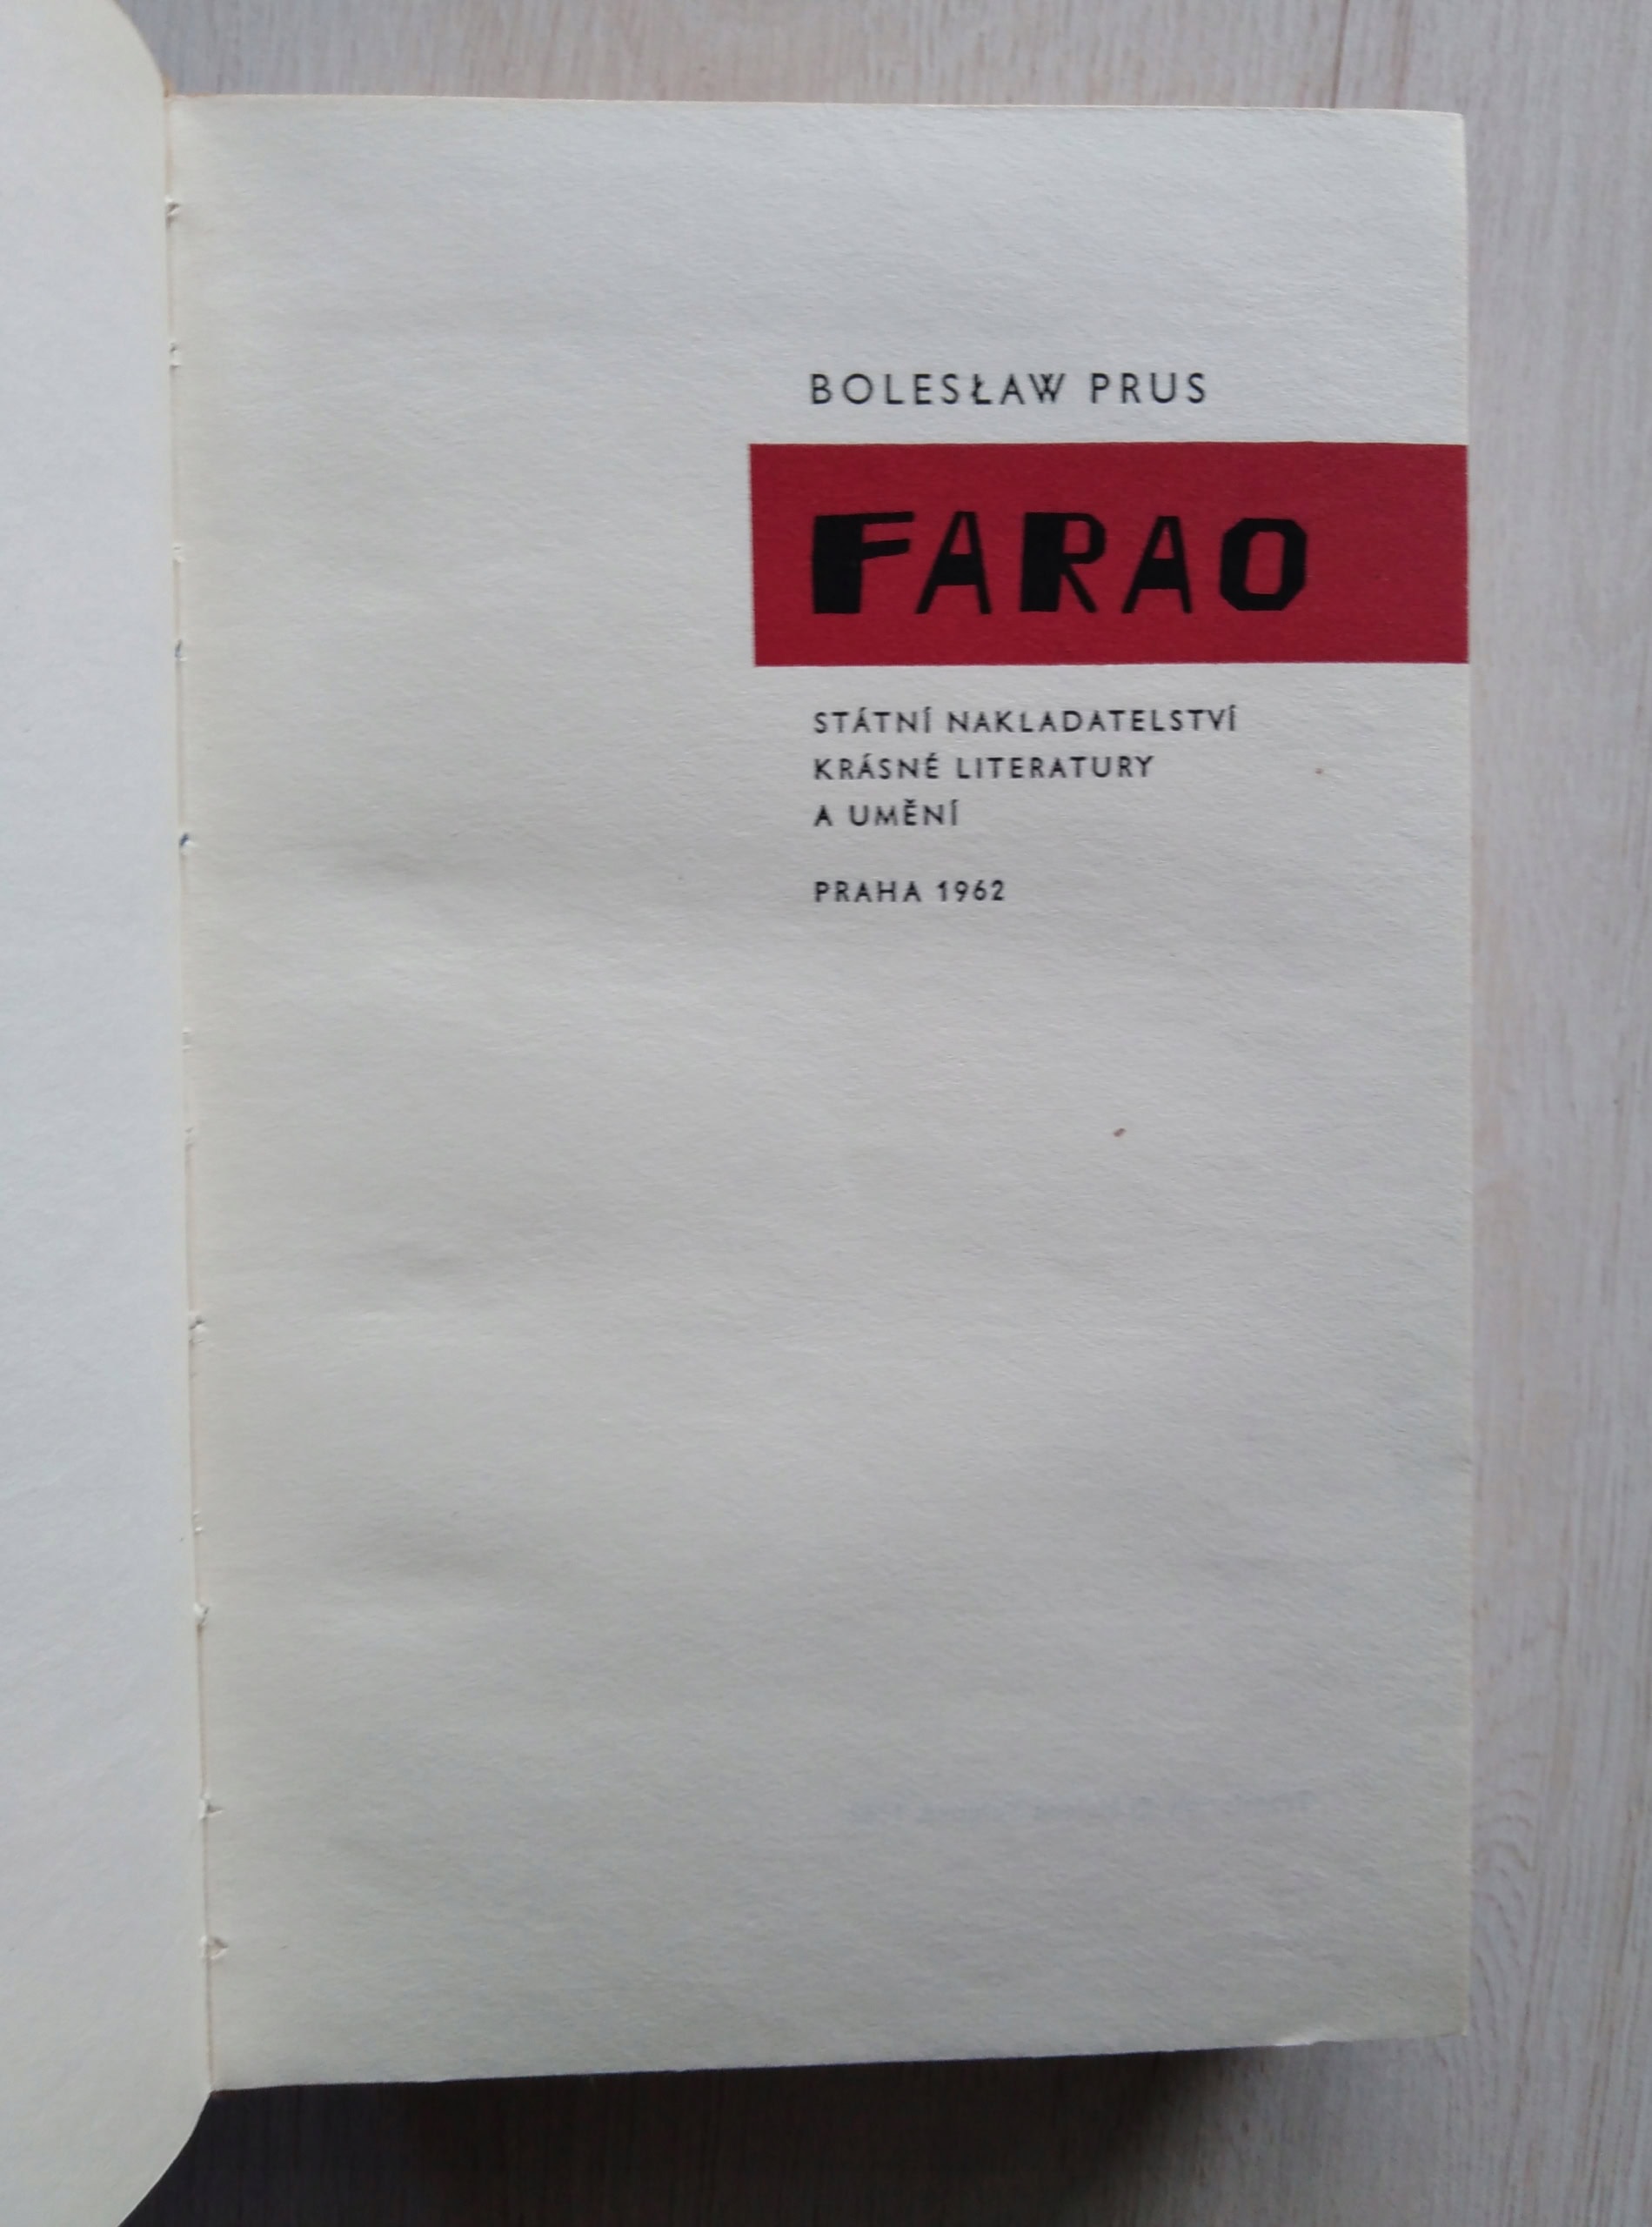 BOLESŁAW PRUS
FARAO
STÁTNÍ NAKLADATELSTVÍ
KRÁSNÉ LITERATURY
A UMĚNÍ
PRAHA 1962